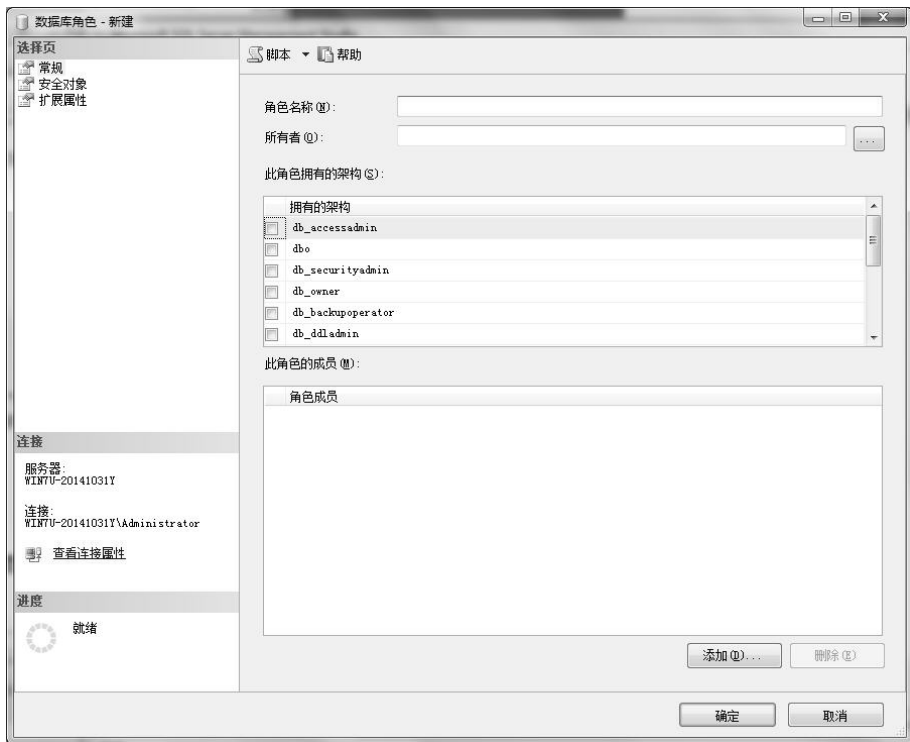 数据库角色 - 新建
选择页
常规
安全对象
扩展属性
脚本
帮助
角色名称(N):
所有者(O):
...
此角色拥有的架构(S):
拥有的架构
db_accessadmin
dbo
db_securityadmin
db_owner
db_backupoperator
db_ddladmin
此角色的成员(M):
角色成员
连接
服务器:
WIN7U-20141031Y
连接:
WIN7U-20141031Y\Administrator
查看连接属性
进度
就绪
添加(D)...
删除(E)
确定
取消